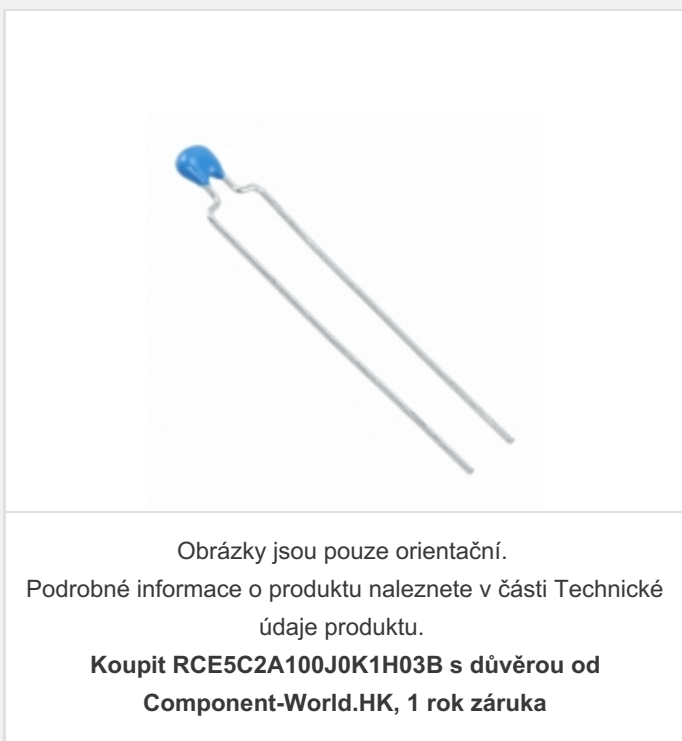 Obrázky jsou pouze orientační.
Podrobné informace o produktu naleznete v části Technické
údaje produktu.
Koupit RCE5C2A100J0K1H03B s důvěrou od
Component-World.HK, 1 rok záruka